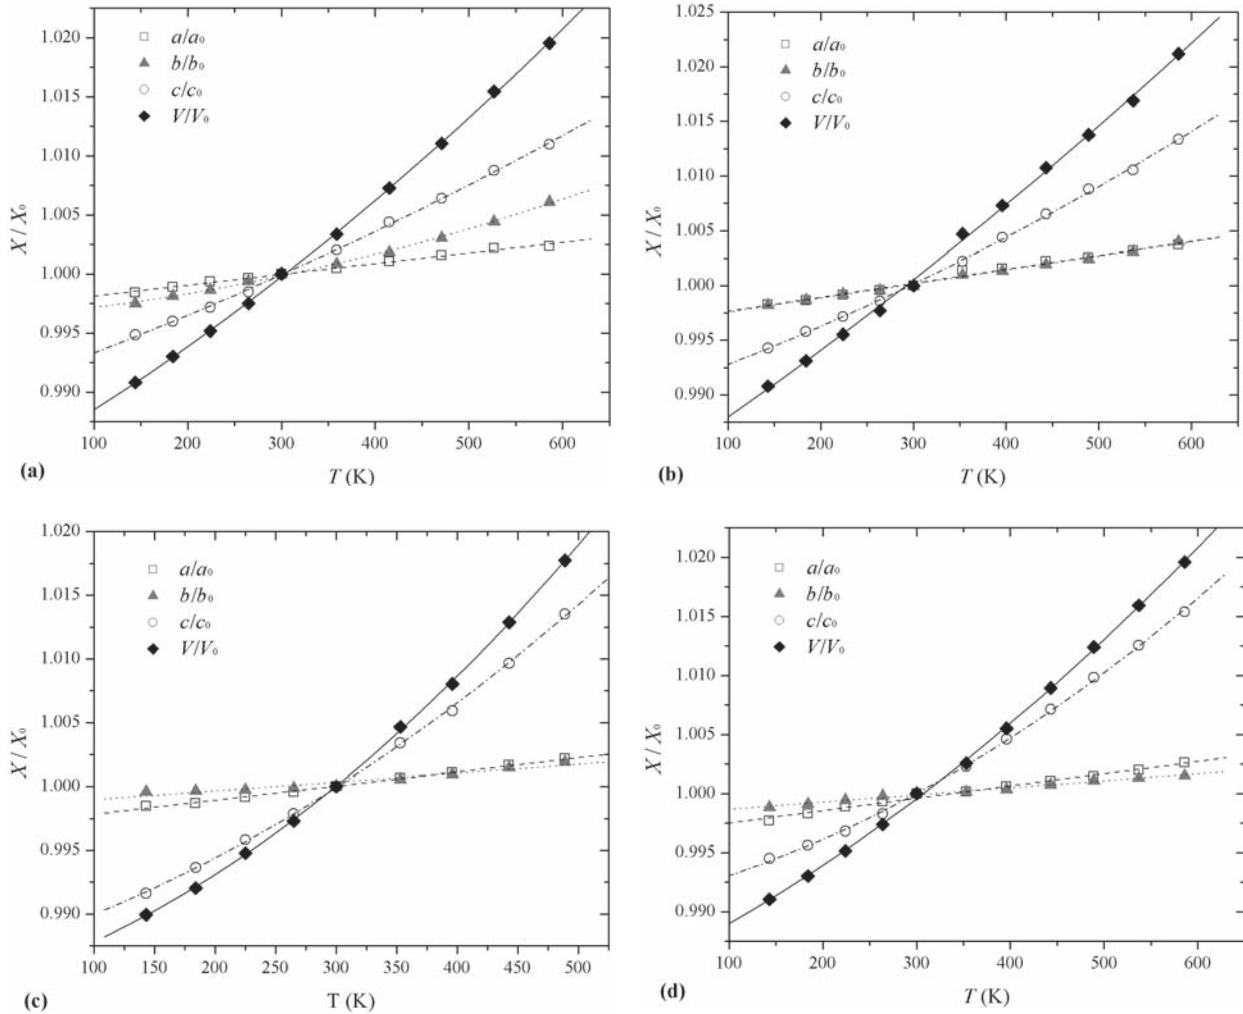 1.020
1.015
1.010
1.005
1.000
0.995
0.990
X / X₀
a/a₀
b/b₀
c/c₀
V/V₀
100 200 300 400 500 600
T (K)
(a)
1.025
1.020
1.015
1.010
1.005
1.000
0.995
0.990
X / X₀
a/a₀
b/b₀
c/c₀
V/V₀
100 200 300 400 500 600
T (K)
(b)
1.020
1.015
1.010
1.005
1.000
0.995
0.990
X / X₀
a/a₀
b/b₀
c/c₀
V/V₀
100 150 200 250 300 350 400 450 500
T (K)
(c)
1.020
1.015
1.010
1.005
1.000
0.995
0.990
X / X₀
a/a₀
b/b₀
c/c₀
V/V₀
100 200 300 400 500 600
T (K)
(d)